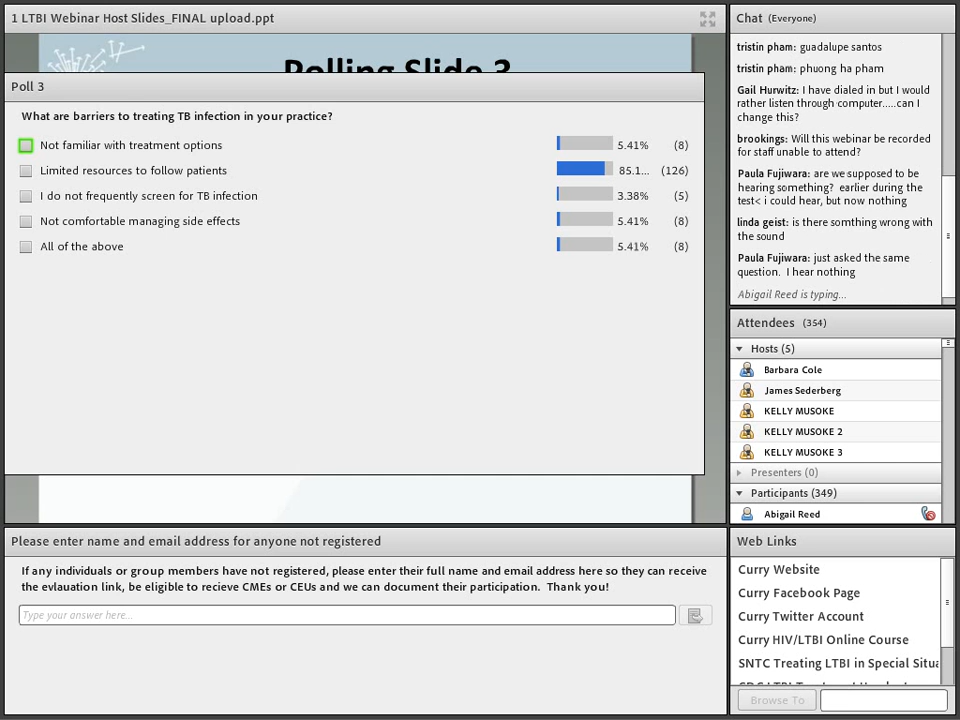 1 LTBI Webinar Host Slides_FINAL upload.ppt
Polling Slide 3
Poll 3
What are barriers to treating TB infection in your practice?
Not familiar with treatment options 5.41% (8)
Limited resources to follow patients 85.1... (126)
I do not frequently screen for TB infection 3.38% (5)
Not comfortable managing side effects 5.41% (8)
All of the above 5.41% (8)
Please enter name and email address for anyone not registered
If any individuals or group members have not registered, please enter their full name and email address here so they can receive
the evlauation link, be eligible to recieve CMEs or CEUs and we can document their participation. Thank you!
Type your answer here...
Chat (Everyone)
tristin pham: guadalupe santos
tristin pham: phuong ha pham
Gail Hurwitz: I have dialed in but I would
rather listen through computer.....can I
change this?
brookings: Will this webinar be recorded
for staff unable to attend?
Paula Fujiwara: are we supposed to be
hearing something? earlier during the
test< i could hear, but now nothing
linda geist: is there somthing wrong with
the sound
Paula Fujiwara: just asked the same
question. I hear nothing
Abigail Reed is typing...
Attendees (354)
Hosts (5)
Barbara Cole
James Sederberg
KELLY MUSOKE
KELLY MUSOKE 2
KELLY MUSOKE 3
Presenters (0)
Participants (349)
Abigail Reed
Web Links
Curry Website
Curry Facebook Page
Curry Twitter Account
Curry HIV/LTBI Online Course
SNTC Treating LTBI in Special Situa
Browse To